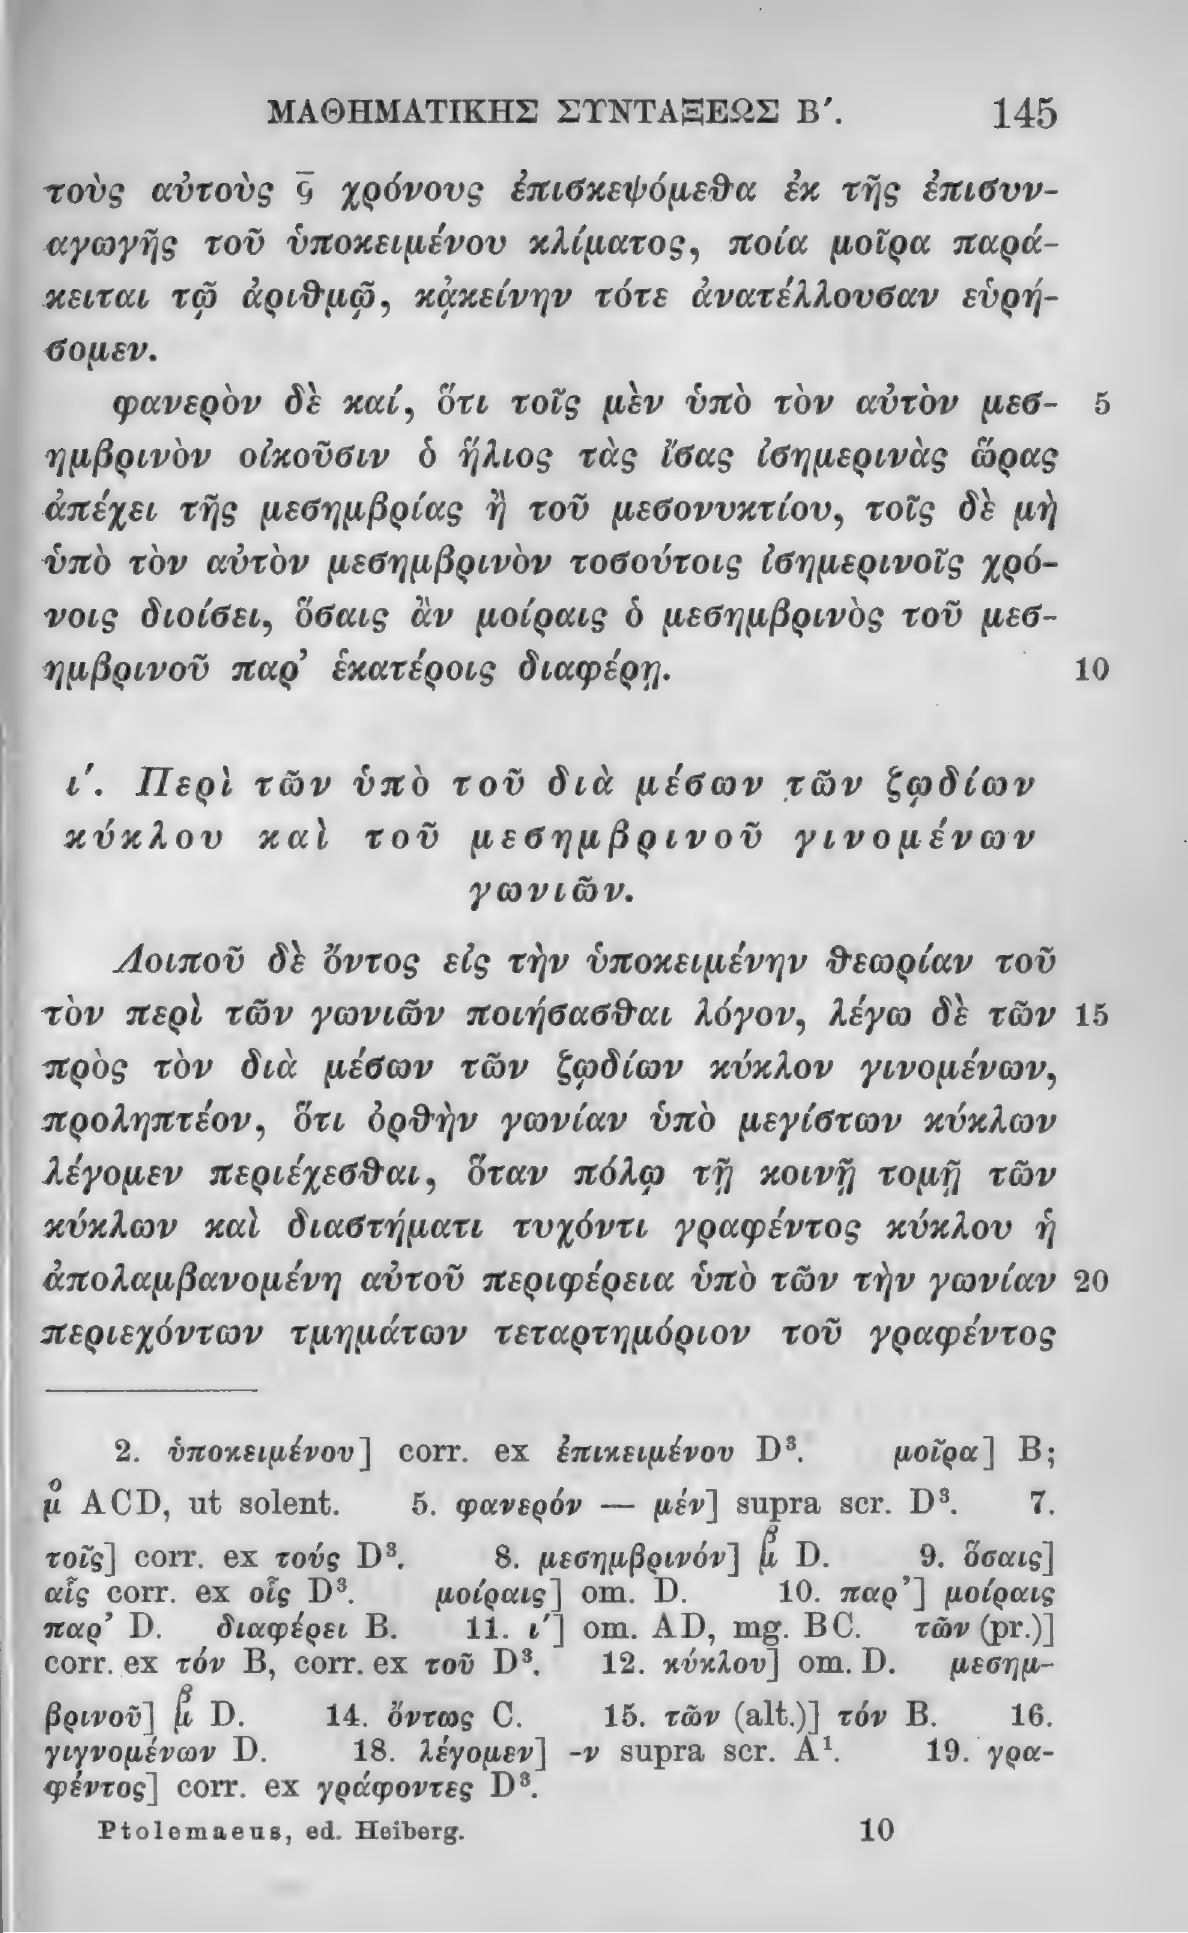 ΜΑΘΗΜΑΤΙΚΗΣ ΣΥΝΤΑΞΕΩΣ Β΄. 145
τοὺς αὐτοὺς ϟ̄ χρόνους ἐπισκεψόμεθα ἐκ τῆς ἐπισυν-
αγωγῆς τοῦ ὑποκειμένου κλίματος, ποία μοῖρα παρά-
κειται τῷ ἀριθμῷ, κἀκείνην τότε ἀνατέλλουσαν εὑρή-
σομεν.
φανερὸν δὲ καί, ὅτι τοῖς μὲν ὑπὸ τὸν αὐτὸν μεσ- 5
ημβρινὸν οἰκοῦσιν ὁ ἥλιος τὰς ἴσας ἰσημερινὰς ὥρας
ἀπέχει τῆς μεσημβρίας ἢ τοῦ μεσονυκτίου, τοῖς δὲ μὴ
ὑπὸ τὸν αὐτὸν μεσημβρινὸν τοσούτοις ἰσημερινοῖς χρό-
νοις διοίσει, ὅσαις ἂν μοίραις ὁ μεσημβρινὸς τοῦ μεσ-
ημβρινοῦ παρ’ ἑκατέροις διαφέρῃ. 10
ι΄. Περὶ τῶν ὑπὸ τοῦ διὰ μέσων τῶν ζῳδίων
κύκλου καὶ τοῦ μεσημβρινοῦ γινομένων
γωνιῶν.
Λοιποῦ δὲ ὄντος εἰς τὴν ὑποκειμένην θεωρίαν τοῦ
τὸν περὶ τῶν γωνιῶν ποιήσασθαι λόγον, λέγω δὲ τῶν 15
πρὸς τὸν διὰ μέσων τῶν ζῳδίων κύκλον γινομένων,
προληπτέον, ὅτι ὀρθὴν γωνίαν ὑπὸ μεγίστων κύκλων
λέγομεν περιέχεσθαι, ὅταν πόλῳ τῇ κοινῇ τομῇ τῶν
κύκλων καὶ διαστήματι τυχόντι γραφέντος κύκλου ἡ
ἀπολαμβανομένη αὐτοῦ περιφέρεια ὑπὸ τῶν τὴν γωνίαν 20
περιεχόντων τμημάτων τεταρτημόριον τοῦ γραφέντος
2. ὑποκειμένου] corr. ex ἐπικειμένου D³. μοῖρα] B;
μ̊ ACD, ut solent. 5. φανερόν — μέν] supra scr. D³. 7.
τοῖς] corr. ex τούς D³. 8. μεσημβρινόν] μᵝ D. 9. ὅσαις]
αἷς corr. ex οἷς D³. μοίραις] om. D. 10. παρ’] μοίραις
παρ’ D. διαφέρει B. 11. ι΄] om. AD, mg. BC. τῶν (pr.)]
corr. ex τόν B, corr. ex τοῦ D³. 12. κύκλου] om. D. μεσημ-
βρινοῦ] μᵝ D. 14. ὄντως C. 15. τῶν (alt.)] τόν B. 16.
γιγνομένων D. 18. λέγομεν] -ν supra scr. A¹. 19. γρα-
φέντος] corr. ex γράφοντες D³.
Ptolemaeus, ed. Heiberg. 10